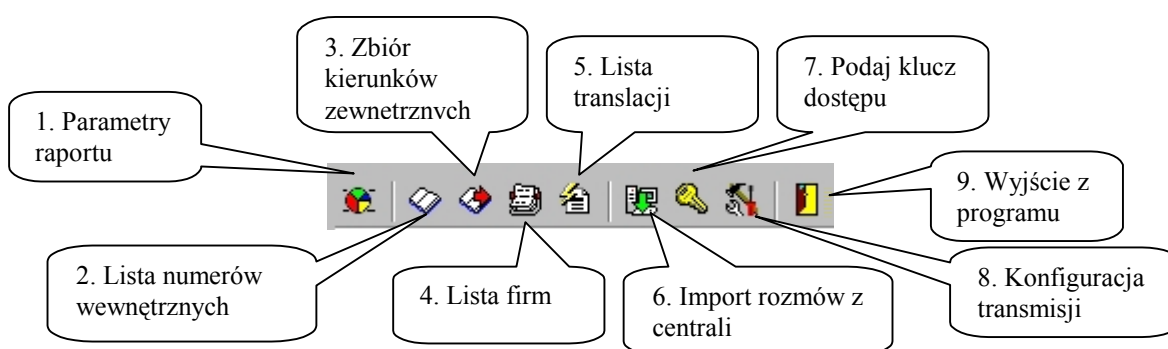 1. Parametry
raportu
2. Lista numerów
wewnętrznych
3. Zbiór
kierunków
zewnetrznych
4. Lista firm
5. Lista
translacji
6. Import rozmów z
centrali
7. Podaj klucz
dostępu
8. Konfiguracja
transmisji
9. Wyjście z
programu